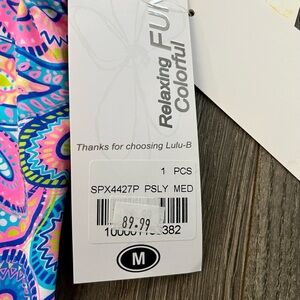 Relaxing FUN
Colorful
Thanks for choosing Lulu-B
1 PCS
SPX4427P PSLY MED
89.99
M